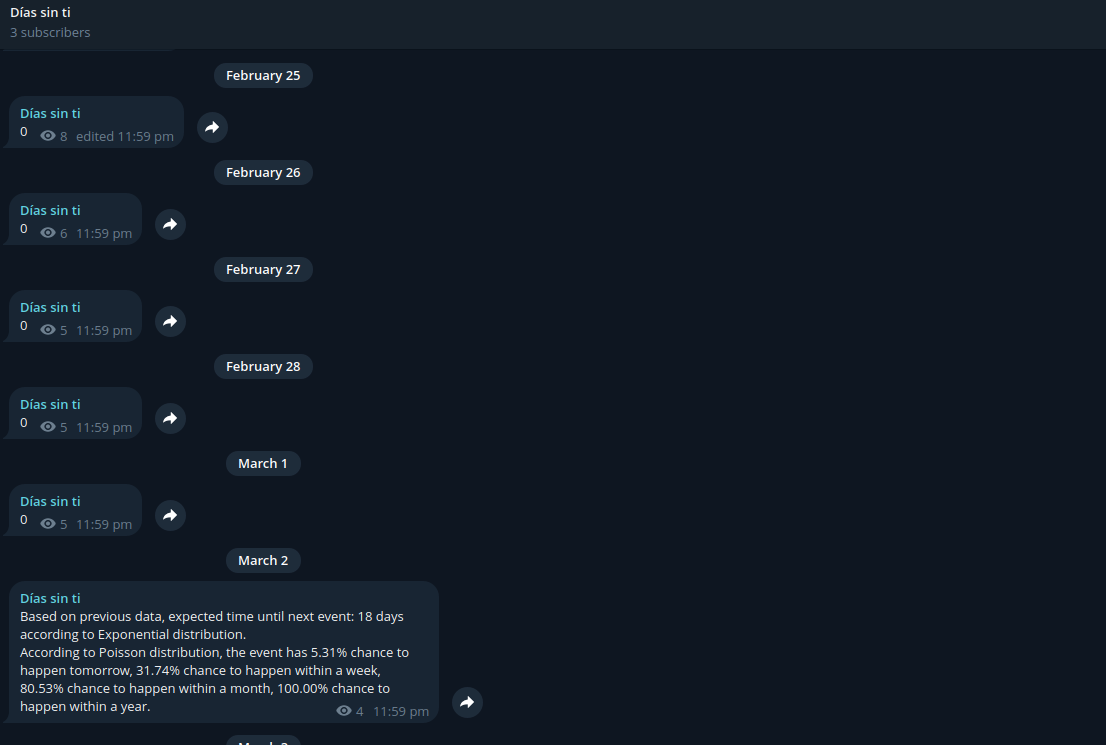 Días sin ti
3 subscribers
February 25
Días sin ti
0 8 edited 11:59 pm
February 26
Días sin ti
0 6 11:59 pm
February 27
Días sin ti
0 5 11:59 pm
February 28
Días sin ti
0 5 11:59 pm
March 1
Días sin ti
0 5 11:59 pm
March 2
Días sin ti
Based on previous data, expected time until next event: 18 days
according to Exponential distribution.
According to Poisson distribution, the event has 5.31% chance to
happen tomorrow, 31.74% chance to happen within a week,
80.53% chance to happen within a month, 100.00% chance to
happen within a year. 4 11:59 pm